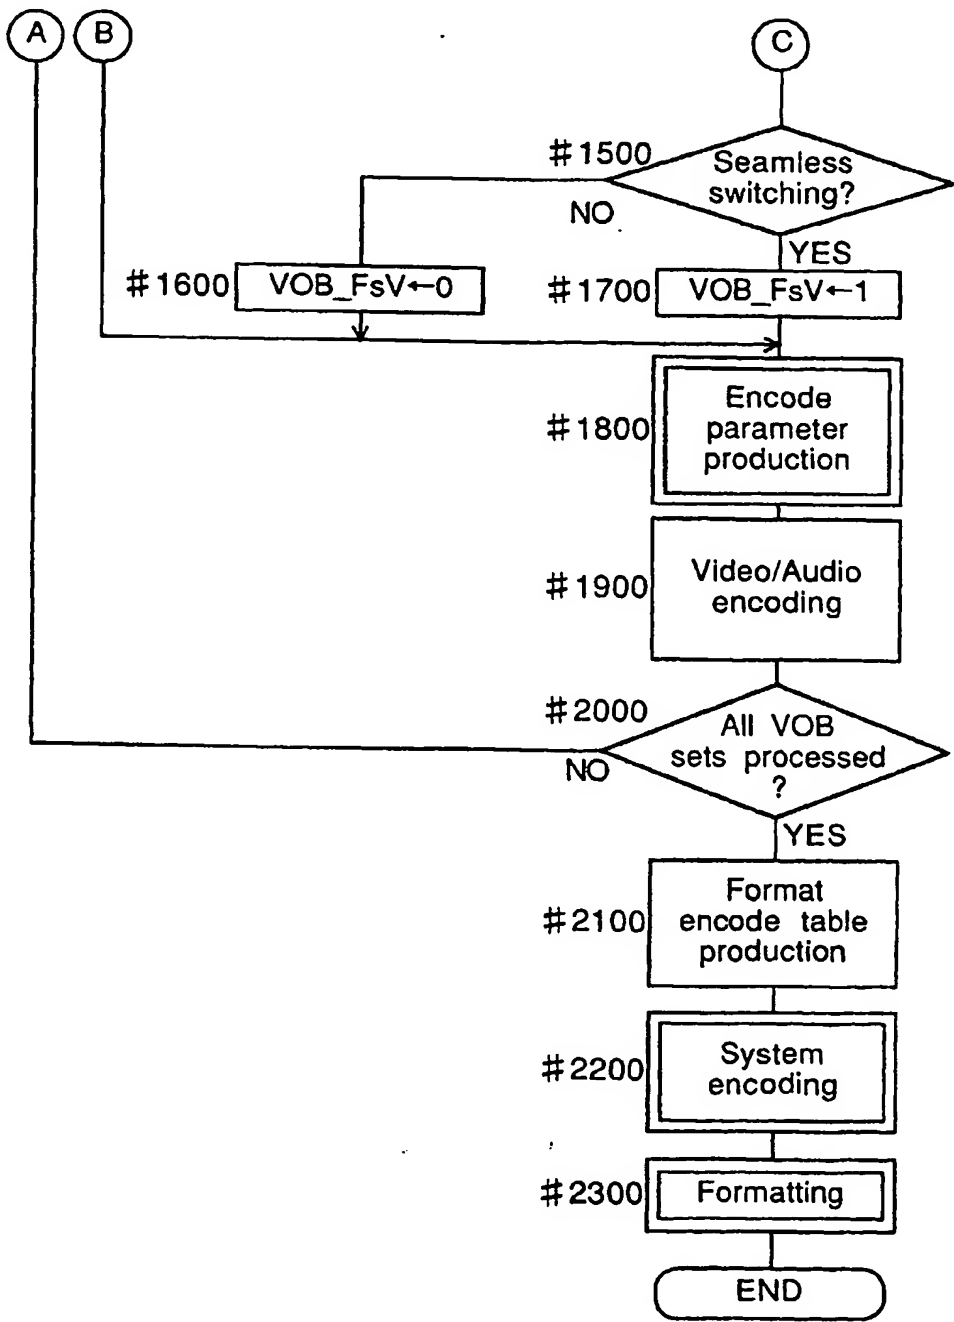 A
B
C
#1500
Seamless
switching?
NO
YES
#1600
VOB_FsV←0
#1700
VOB_FsV←1
#1800
Encode
parameter
production
#1900
Video/Audio
encoding
#2000
All VOB
sets processed
?
NO
YES
#2100
Format
encode table
production
#2200
System
encoding
#2300
Formatting
END